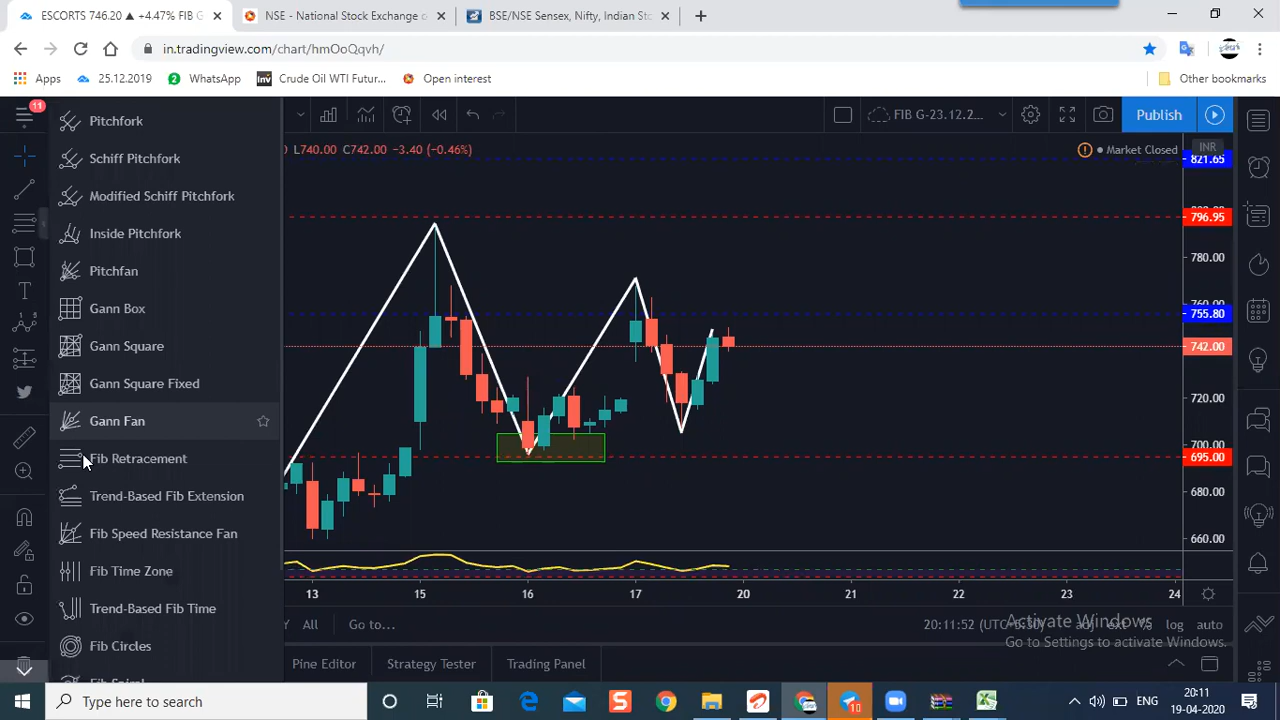 ESCORTS 746.20 ▲ +4.47% FIB G
NSE - National Stock Exchange o
BSE/NSE Sensex, Nifty, Indian St
in.tradingview.com/chart/hmOoQqvh/
Apps
25.12.2019
2
WhatsApp
Inv
Crude Oil WTI Futur...
Open interest
Other bookmarks
11
FIB G-23.12.2...
Publish
Pitchfork
Schiff Pitchfork
Modified Schiff Pitchfork
Inside Pitchfork
Pitchfan
Gann Box
Gann Square
Gann Square Fixed
Gann Fan
Fib Retracement
Trend-Based Fib Extension
Fib Speed Resistance Fan
Fib Time Zone
Trend-Based Fib Time
Fib Circles
L740.00 C742.00 −3.40 (−0.46%)
Market Closed
INR
821.65
796.95
780.00
755.80
742.00
720.00
700.00
695.00
680.00
660.00
13 15 16 17 20 21 22 23 24
Y All Go to...
20:11:52 (UTC+5:30)
log auto
Activate Windows
Go to Settings to activate Windows.
Pine Editor Strategy Tester Trading Panel
Type here to search
10
ENG
20:11
19-04-2020